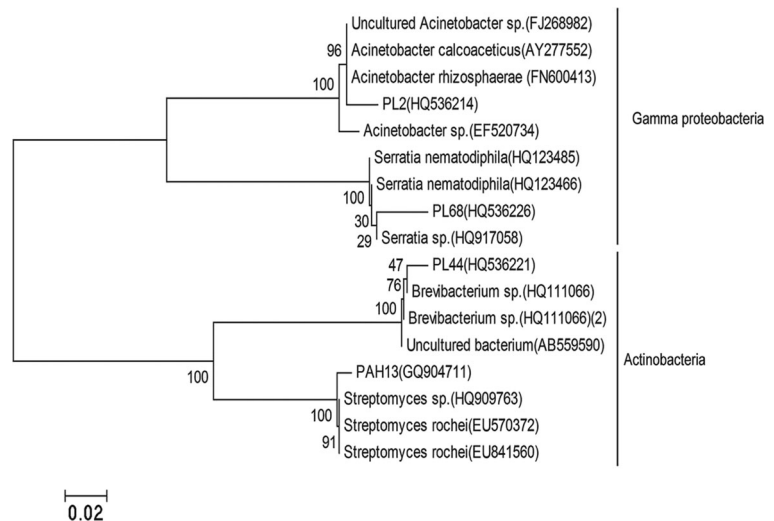 Uncultured Acinetobacter sp.(FJ268982)
96
Acinetobacter calcoaceticus(AY277552)
Acinetobacter rhizosphaerae (FN600413)
100
PL2(HQ536214)
Gamma proteobacteria
Acinetobacter sp.(EF520734)
Serratia nematodiphila(HQ123485)
Serratia nematodiphila(HQ123466)
100
PL68(HQ536226)
30
29
Serratia sp.(HQ917058)
47
PL44(HQ536221)
76
Brevibacterium sp.(HQ111066)
100
Brevibacterium sp.(HQ111066)(2)
Uncultured bacterium(AB559590)
Actinobacteria
100
PAH13(GQ904711)
Streptomyces sp.(HQ909763)
100
Streptomyces rochei(EU570372)
91
Streptomyces rochei(EU841560)
0.02